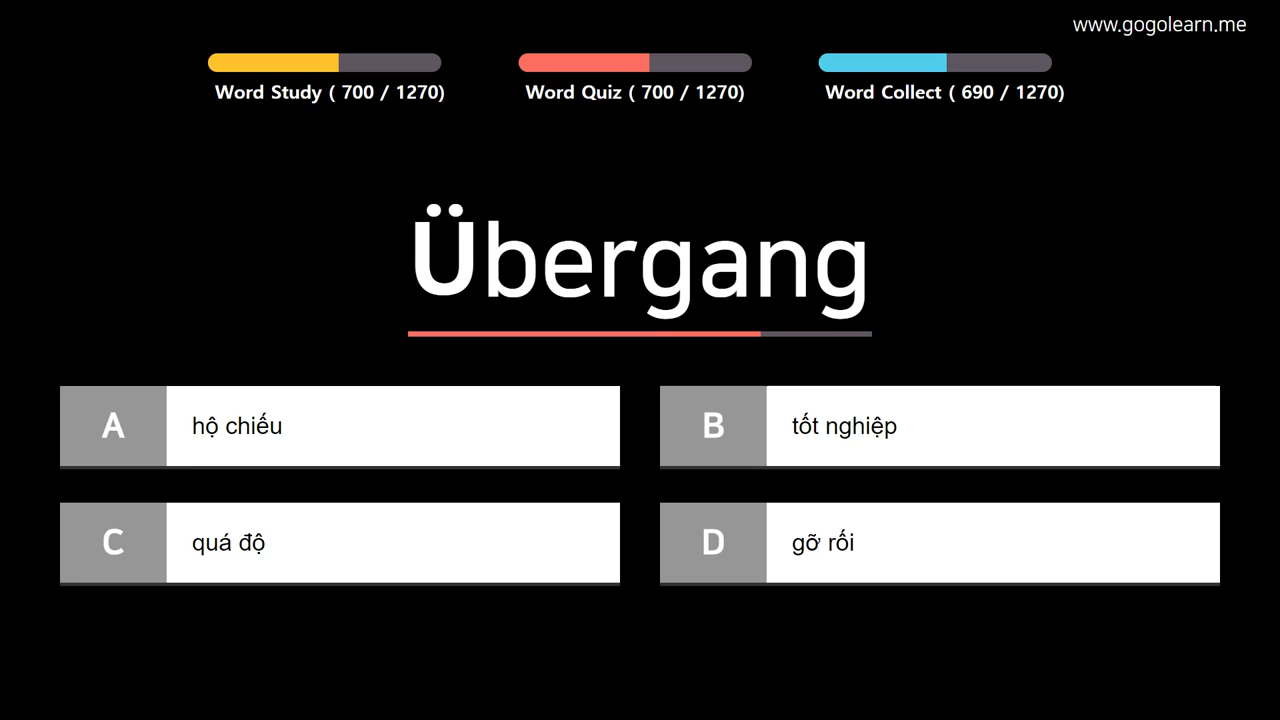 www.gogolearn.me
Word Study ( 700 / 1270)
Word Quiz ( 700 / 1270)
Word Collect ( 690 / 1270)
Übergang
A hộ chiếu
B tốt nghiệp
C quá độ
D gỡ rối